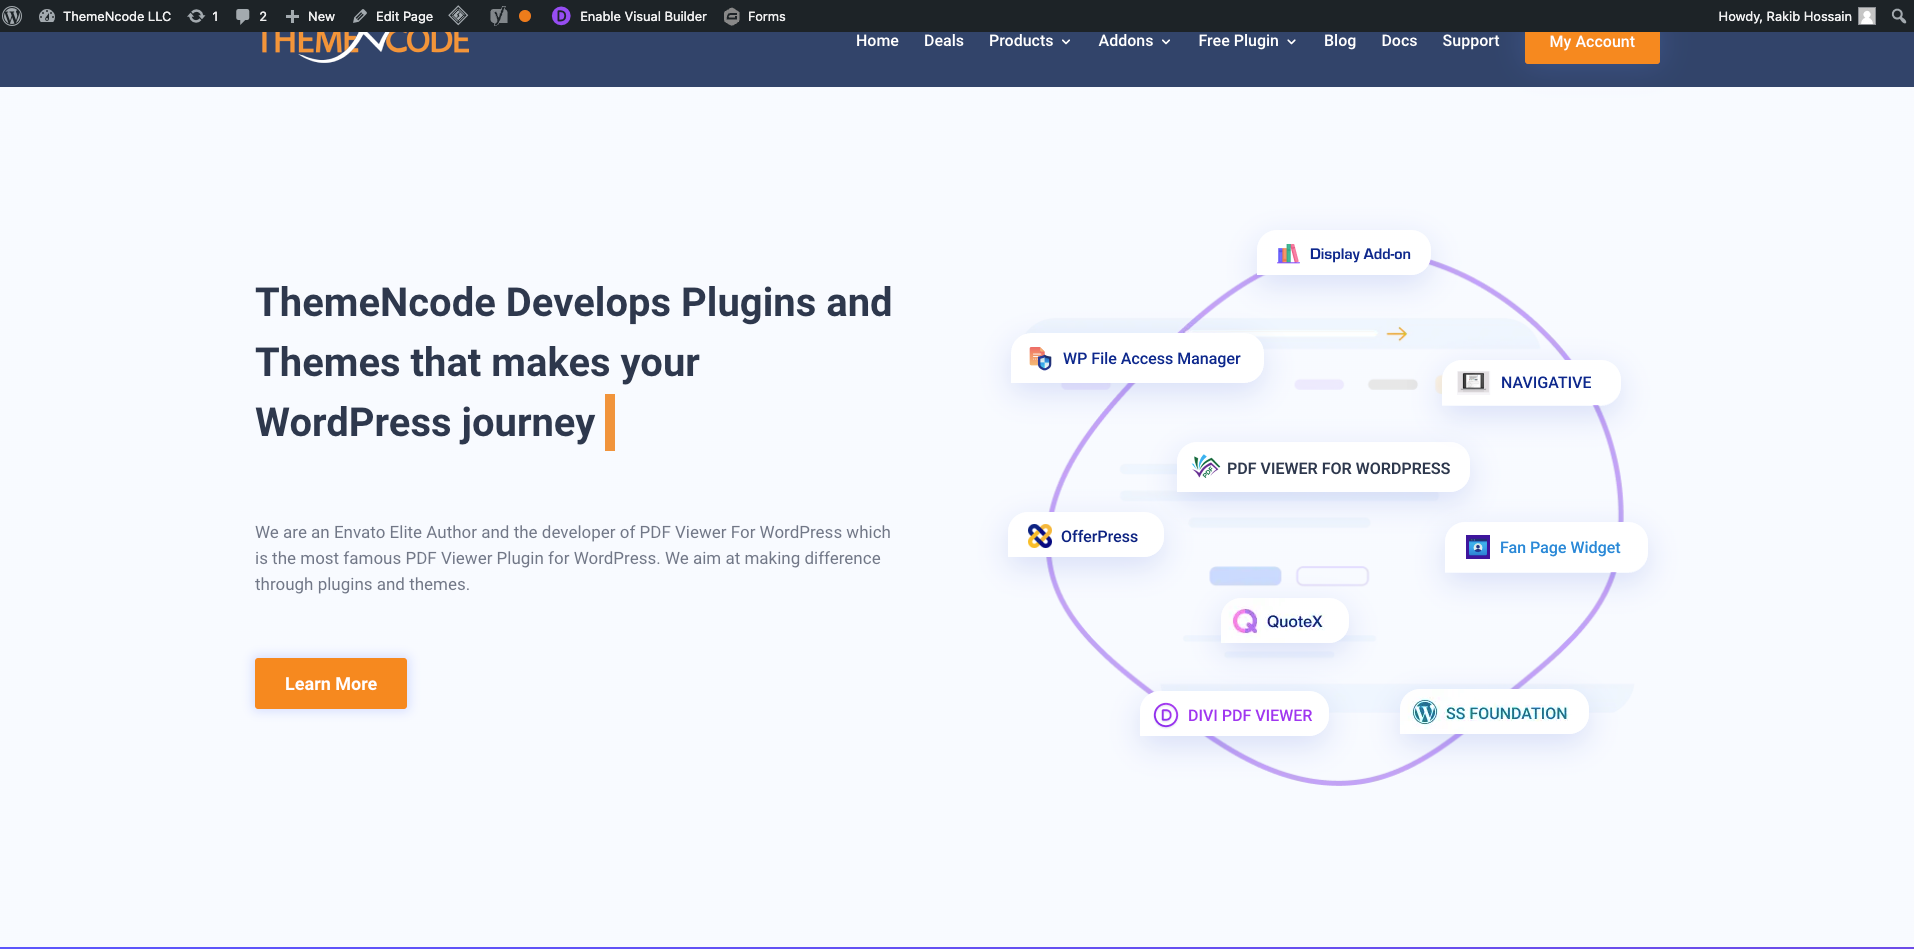 ThemeNcode LLC 1 2 New Edit Page Enable Visual Builder Forms Howdy, Rakib Hossain
THEMENCODE Home Deals Products Addons Free Plugin Blog Docs Support My Account
Display Add-on
ThemeNcode Develops Plugins and
Themes that makes your
WordPress journey
WP File Access Manager
NAVIGATIVE
PDF VIEWER FOR WORDPRESS
OfferPress
Fan Page Widget
QuoteX
DIVI PDF VIEWER
SS FOUNDATION
We are an Envato Elite Author and the developer of PDF Viewer For WordPress which
is the most famous PDF Viewer Plugin for WordPress. We aim at making difference
through plugins and themes.
Learn More